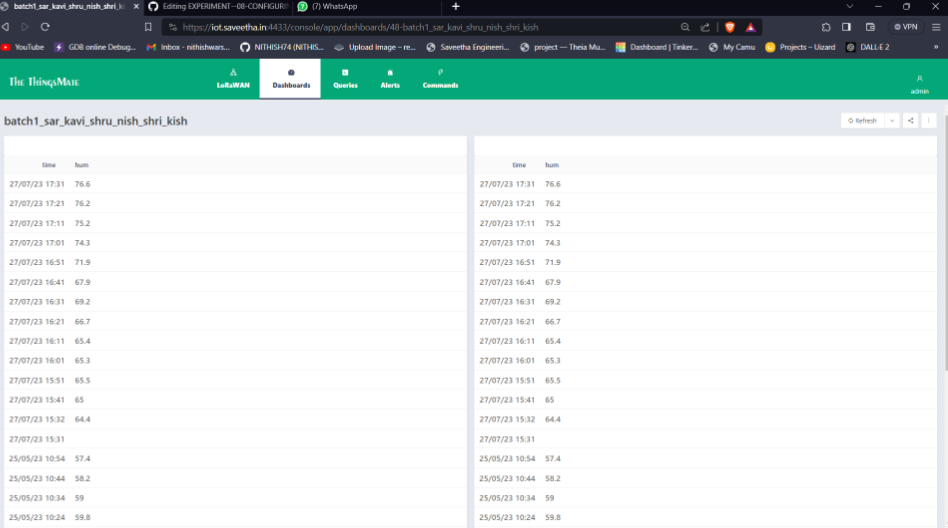 batch1_sar_kavi_shru_nish_shri_ki
Editing EXPERIMENT--08-CONFIGURI
(7) WhatsApp
https://iot.saveetha.in:4433/console/app/dashboards/48-batch1_sar_kavi_shru_nish_shri_kish
VPN
YouTube
GDB online Debug...
Inbox - nithishwars...
NITHISH74 (NITHIS...
Upload Image – re...
Saveetha Engineeri...
project — Theia Mu...
Dashboard | Tinker...
My Camu
Projects – Uizard
DALL·E 2
»
The ThingsMate
LoRaWAN
Dashboards
Queries
Alerts
Commands
admin
batch1_sar_kavi_shru_nish_shri_kish
Refresh
time hum
27/07/23 17:31 76.6
27/07/23 17:21 76.2
27/07/23 17:11 75.2
27/07/23 17:01 74.3
27/07/23 16:51 71.9
27/07/23 16:41 67.9
27/07/23 16:31 69.2
27/07/23 16:21 66.7
27/07/23 16:11 65.4
27/07/23 16:01 65.3
27/07/23 15:51 65.5
27/07/23 15:41 65
27/07/23 15:32 64.4
27/07/23 15:31
25/05/23 10:54 57.4
25/05/23 10:44 58.2
25/05/23 10:34 59
25/05/23 10:24 59.8
time hum
27/07/23 17:31 76.6
27/07/23 17:21 76.2
27/07/23 17:11 75.2
27/07/23 17:01 74.3
27/07/23 16:51 71.9
27/07/23 16:41 67.9
27/07/23 16:31 69.2
27/07/23 16:21 66.7
27/07/23 16:11 65.4
27/07/23 16:01 65.3
27/07/23 15:51 65.5
27/07/23 15:41 65
27/07/23 15:32 64.4
27/07/23 15:31
25/05/23 10:54 57.4
25/05/23 10:44 58.2
25/05/23 10:34 59
25/05/23 10:24 59.8